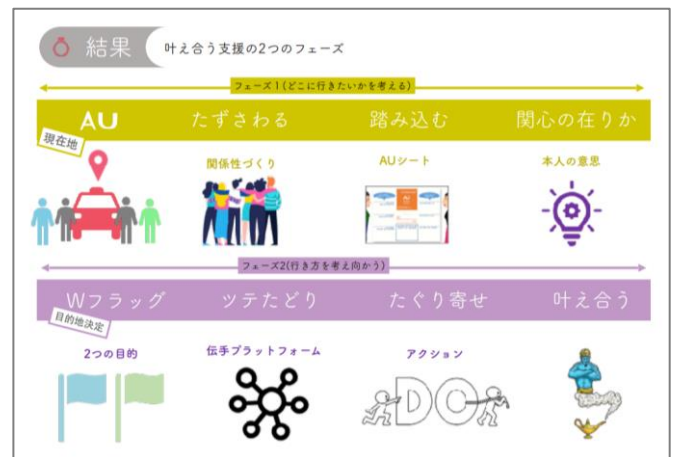 結果
叶え合う支援の2つのフェーズ
フェーズ1(どこに行きたいかを考える)
AU たずさわる 踏み込む 関心の在りか
現在地
関係性づくり AUシート 本人の意思
フェーズ2(行き方を考え向かう)
Wフラッグ ツテたどり たぐり寄せ 叶え合う
目的地決定
2つの目的 伝手プラットフォーム アクション
DO